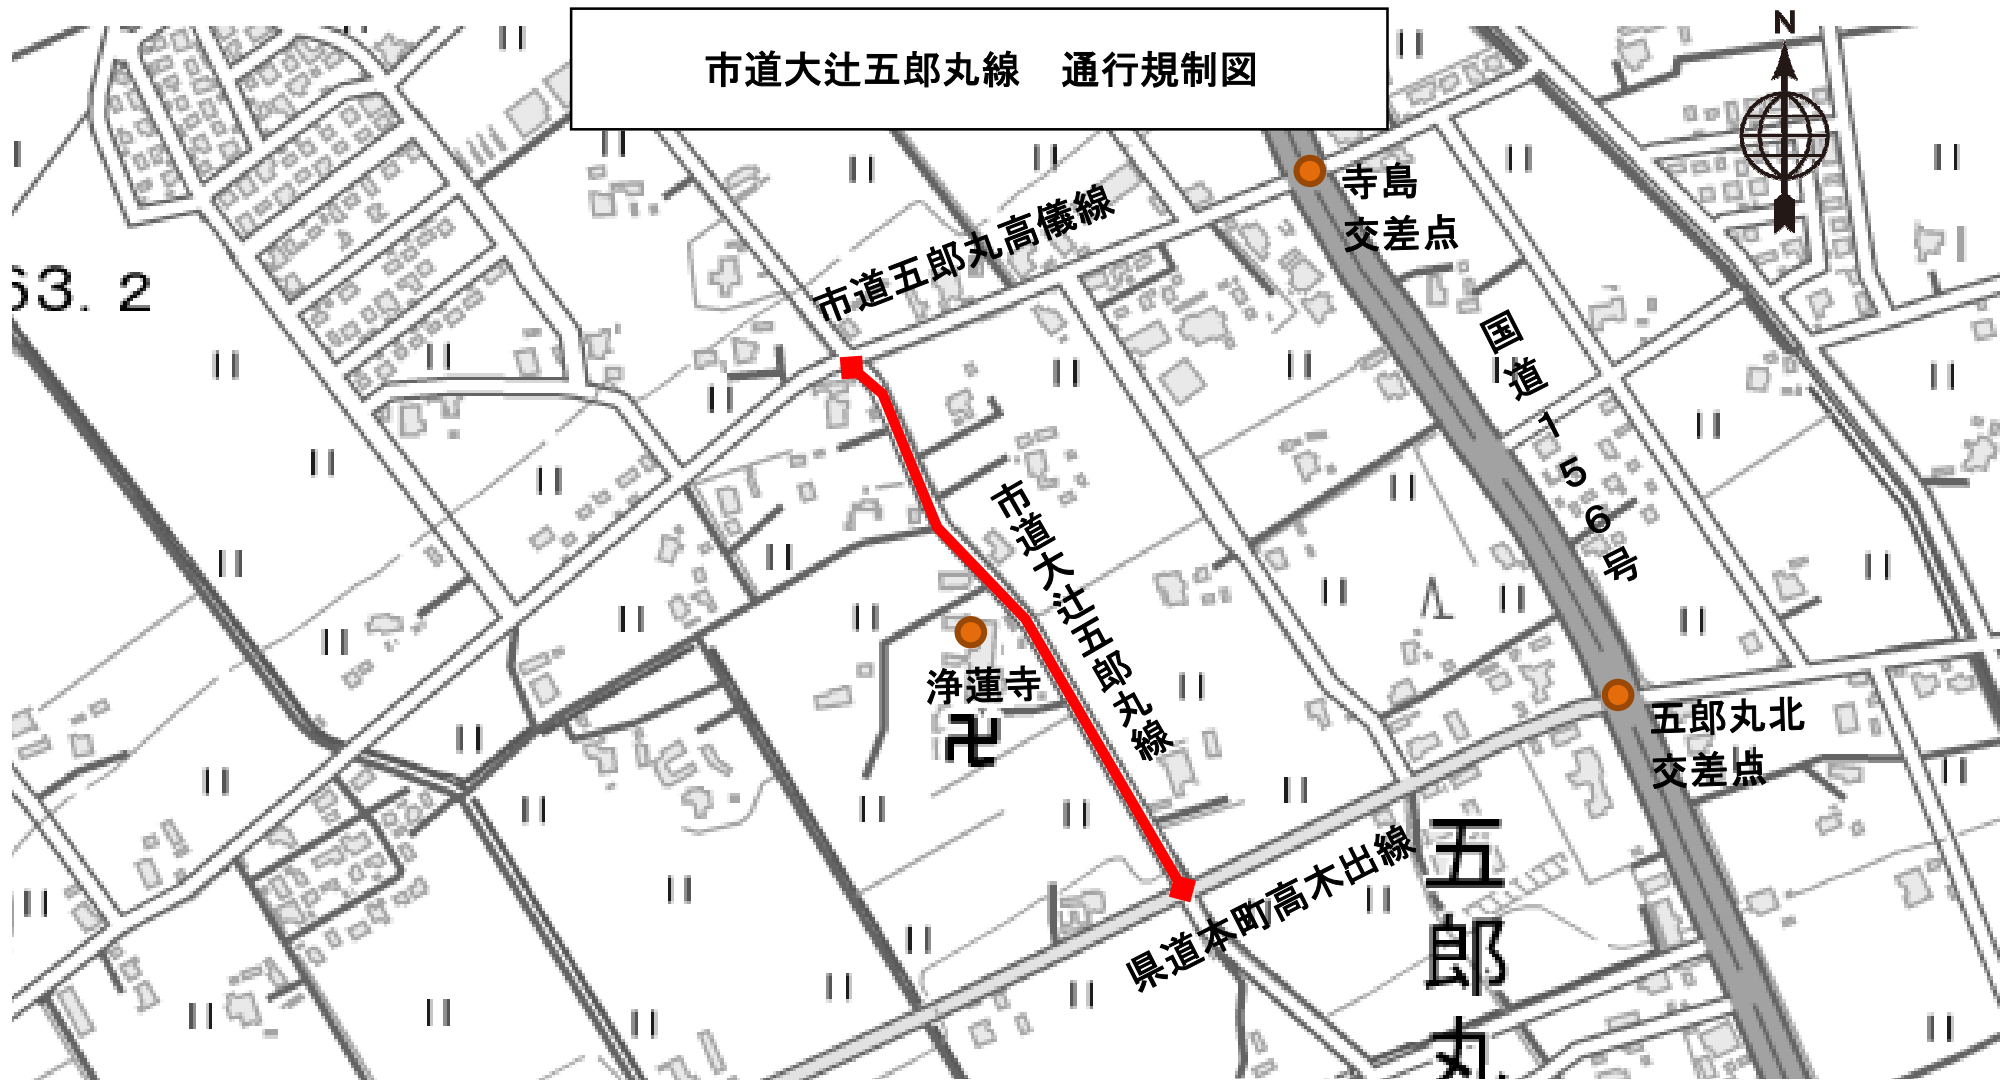 市道大辻五郎丸線　通行規制図
N
寺島
交差点
市道五郎丸高儀線
63. 2
国道156号
市道大辻五郎丸線
浄蓮寺
五郎丸北
交差点
県道本町高木出線
五郎丸